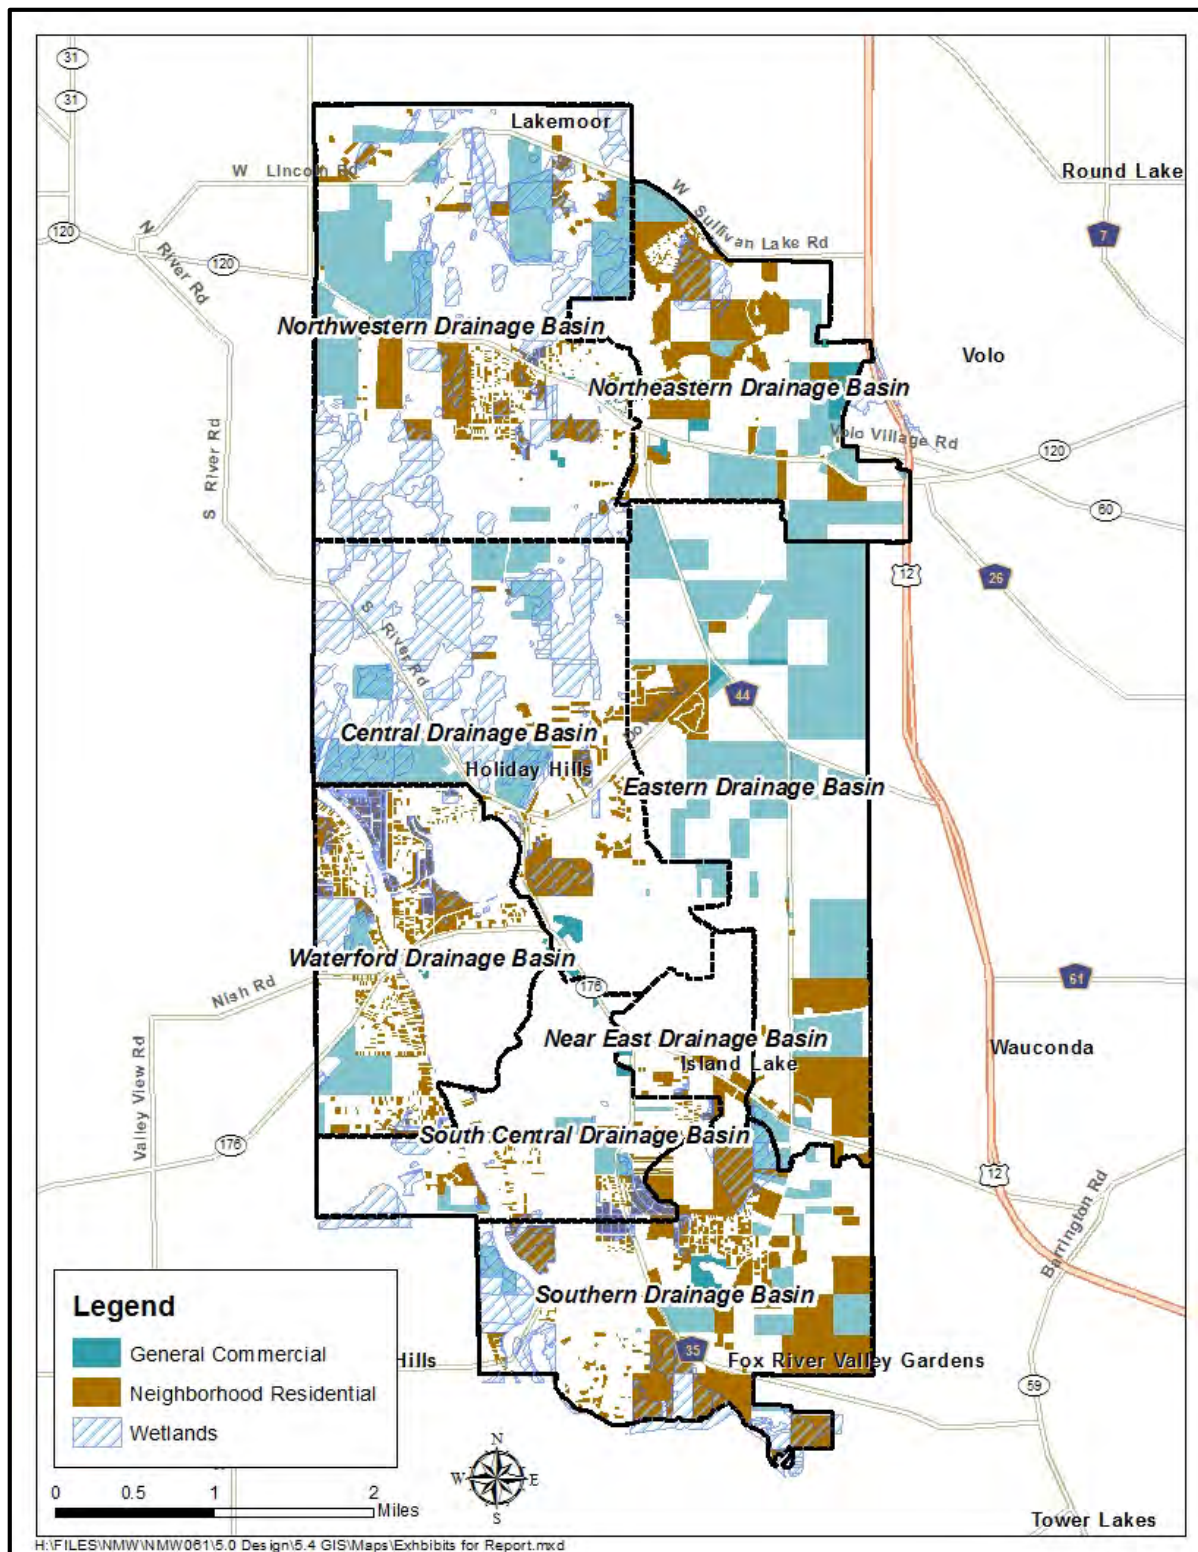 31
31
Lakemoor
W Lincoln Rd
Round Lake
W Sullivan Lake Rd
7
120
N River Rd
120
Northwestern Drainage Basin
Volo
Northeastern Drainage Basin
Volo Village Rd
120
S River Rd
60
12
26
S River Rd
44
Central Drainage Basin
Holiday Hills
Eastern Drainage Basin
Waterford Drainage Basin
Nish Rd
176
61
Near East Drainage Basin
Island Lake
Wauconda
Valley View Rd
176
South Central Drainage Basin
12
Barrington Rd
Southern Drainage Basin
Legend
General Commercial
Neighborhood Residential
Wetlands
Hills
35
Fox River Valley Gardens
59
N
W E
S
0 0.5 1 2
Miles
Tower Lakes
H:\FILES\NMW\NMW061\5.0 Design\5.4 GIS\Maps\Exhbibits for Report.mxd